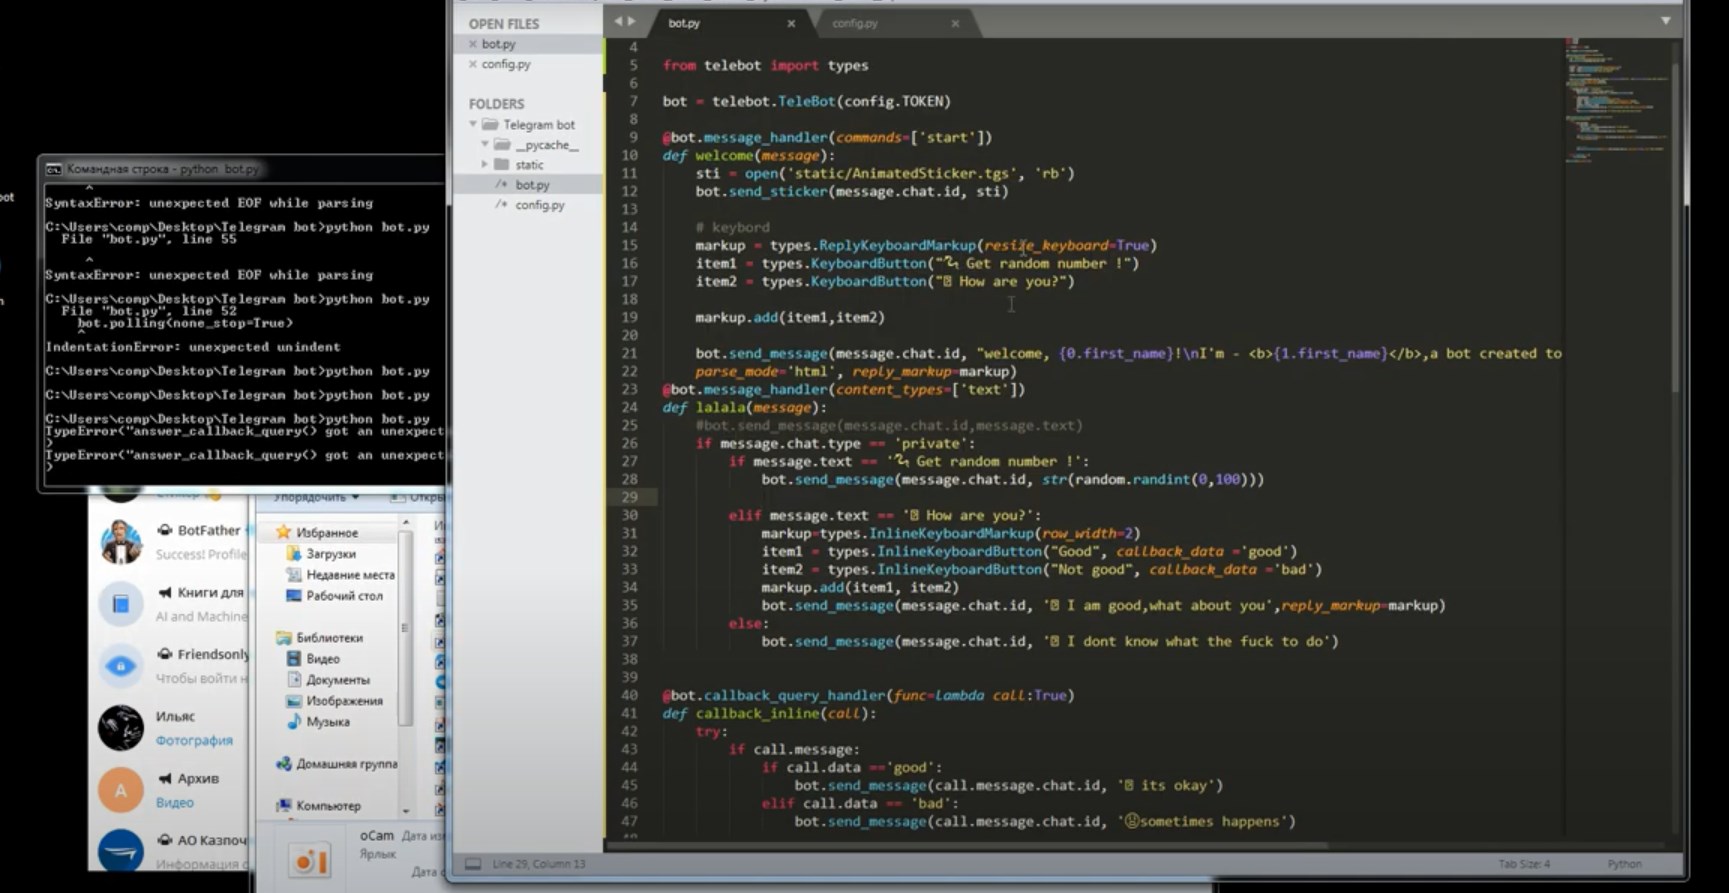 OPEN FILES
bot.py
config.py
FOLDERS
Telegram bot
__pycache__
static
/* bot.py
/* config.py
bot.py
config.py
4
5 from telebot import types
6
7 bot = telebot.TeleBot(config.TOKEN)
8
9 @bot.message_handler(commands=['start'])
10 def welcome(message):
11 sti = open('static/AnimatedSticker.tgs', 'rb')
12 bot.send_sticker(message.chat.id, sti)
13
14 # keybord
15 markup = types.ReplyKeyboardMarkup(resize_keyboard=True)
16 item1 = types.KeyboardButton(" Get random number !")
17 item2 = types.KeyboardButton(" How are you?")
18
19 markup.add(item1,item2)
20
21 bot.send_message(message.chat.id, "welcome, {0.first_name}!\nI'm - <b>{1.first_name}</b>,a bot created to
22 parse_mode='html', reply_markup=markup)
23 @bot.message_handler(content_types=['text'])
24 def lalala(message):
25 #bot.send_message(message.chat.id,message.text)
26 if message.chat.type == 'private':
27 if message.text == ' Get random number !':
28 bot.send_message(message.chat.id, str(random.randint(0,100)))
29
30 elif message.text == ' How are you?':
31 markup=types.InlineKeyboardMarkup(row_width=2)
32 item1 = types.InlineKeyboardButton("Good", callback_data ='good')
33 item2 = types.InlineKeyboardButton("Not good", callback_data ='bad')
34 markup.add(item1, item2)
35 bot.send_message(message.chat.id, ' I am good,what about you',reply_markup=markup)
36 else:
37 bot.send_message(message.chat.id, ' I dont know what the fuck to do')
38
39
40 @bot.callback_query_handler(func=lambda call:True)
41 def callback_inline(call):
42 try:
43 if call.message:
44 if call.data =='good':
45 bot.send_message(call.message.chat.id, ' its okay')
46 elif call.data == 'bad':
47 bot.send_message(call.message.chat.id, '😟sometimes happens')
Line 29, Column 13
Tab Size: 4
Python
Командная строка - python bot.py
^
SyntaxError: unexpected EOF while parsing
C:\Users\comp\Desktop\Telegram bot>python bot.py
File "bot.py", line 55
^
SyntaxError: unexpected EOF while parsing
C:\Users\comp\Desktop\Telegram bot>python bot.py
File "bot.py", line 52
bot.polling(none_stop=True)
^
IndentationError: unexpected unindent
C:\Users\comp\Desktop\Telegram bot>python bot.py
C:\Users\comp\Desktop\Telegram bot>python bot.py
C:\Users\comp\Desktop\Telegram bot>python bot.py
TypeError("answer_callback_query() got an unexpect
)
TypeError("answer_callback_query() got an unexpect
)
BotFather
Success! Profile
Книги для
AI and Machine
Friendsonly
Чтобы войти н
Ильяс
Фотография
А
Архив
Видео
АО Казпоч
Информация о
Упорядочить
Откры
Избранное
Загрузки
Недавние места
Рабочий стол
Библиотеки
Видео
Документы
Изображения
Музыка
Домашняя группа
Компьютер
oCam
Дата из
Ярлык
Дата с